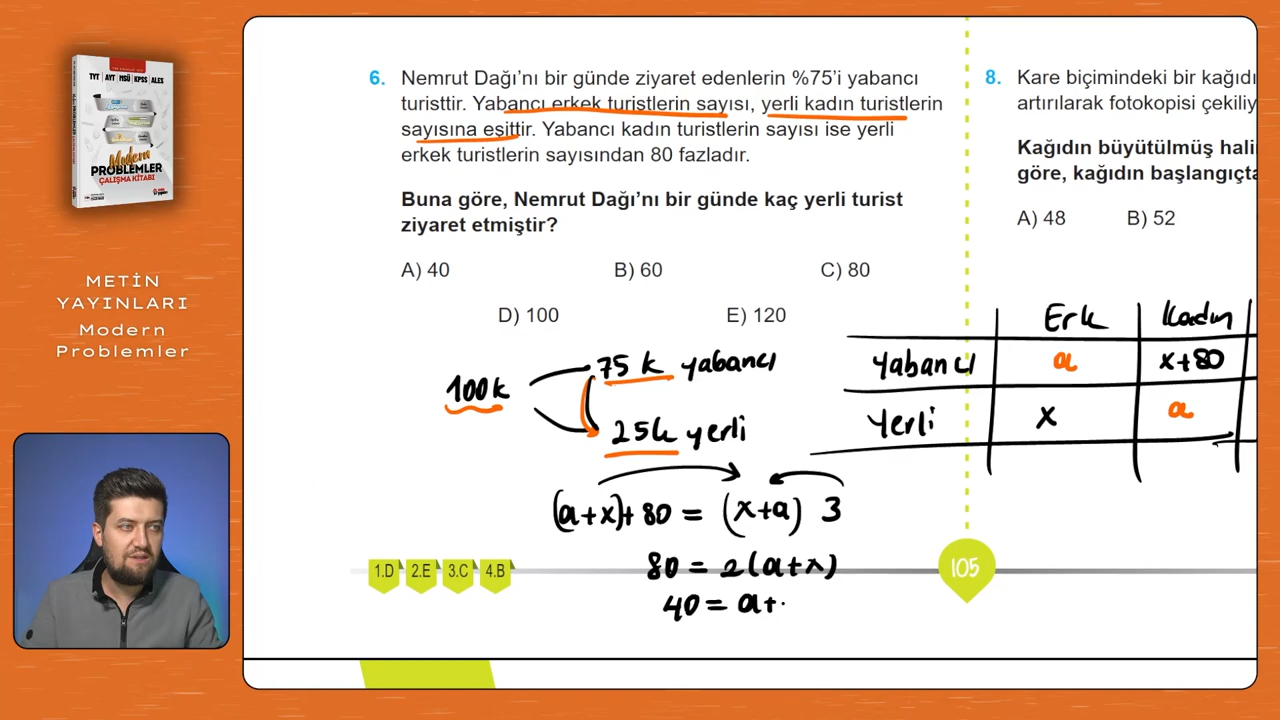 TYT | AYT | MSÜ | KPSS | ALES
Modern
PROBLEMLER
ÇALIŞMA KİTABI
METİN
YAYINLARI
Modern
Problemler
6. Nemrut Dağı’nı bir günde ziyaret edenlerin %75’i yabancı
turisttir. Yabancı erkek turistlerin sayısı, yerli kadın turistlerin
sayısına eşittir. Yabancı kadın turistlerin sayısı ise yerli
erkek turistlerin sayısından 80 fazladır.
Buna göre, Nemrut Dağı’nı bir günde kaç yerli turist
ziyaret etmiştir?
A) 40 B) 60 C) 80
D) 100 E) 120
100k
75 k yabancı
25k yerli
(a+x)+80 = (x+a) 3
80 = 2(a+x)
40 = a+
1.D 2.E 3.C 4.B
105
8. Kare biçimindeki bir kağıdı
artırılarak fotokopisi çekiliy
Kağıdın büyütülmüş hali
göre, kağıdın başlangıçta
A) 48 B) 52
Erk Kadın
yabancı a x+80
yerli x a